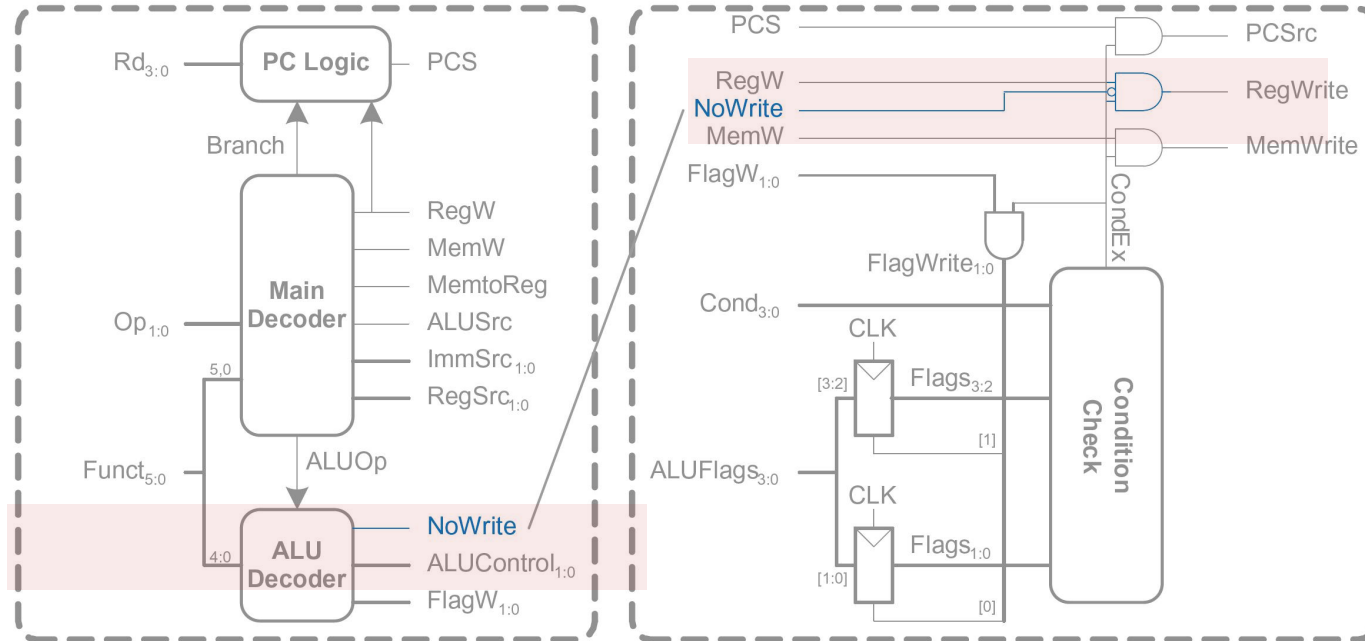 PC Logic
Rd3:0
PCS
Branch
Main
Decoder
RegW
MemW
MemtoReg
ALUSrc
ImmSrc1:0
RegSrc1:0
Op1:0
5,0
Funct5:0
ALUOp
4:0
ALU
Decoder
NoWrite
ALUControl1:0
FlagW1:0
PCS
PCSrc
RegW
NoWrite
RegWrite
MemW
MemWrite
FlagW1:0
CondEx
FlagWrite1:0
Cond3:0
CLK
[3:2]
Flags3:2
[1]
Condition
Check
ALUFlags3:0
CLK
[1:0]
Flags1:0
[0]